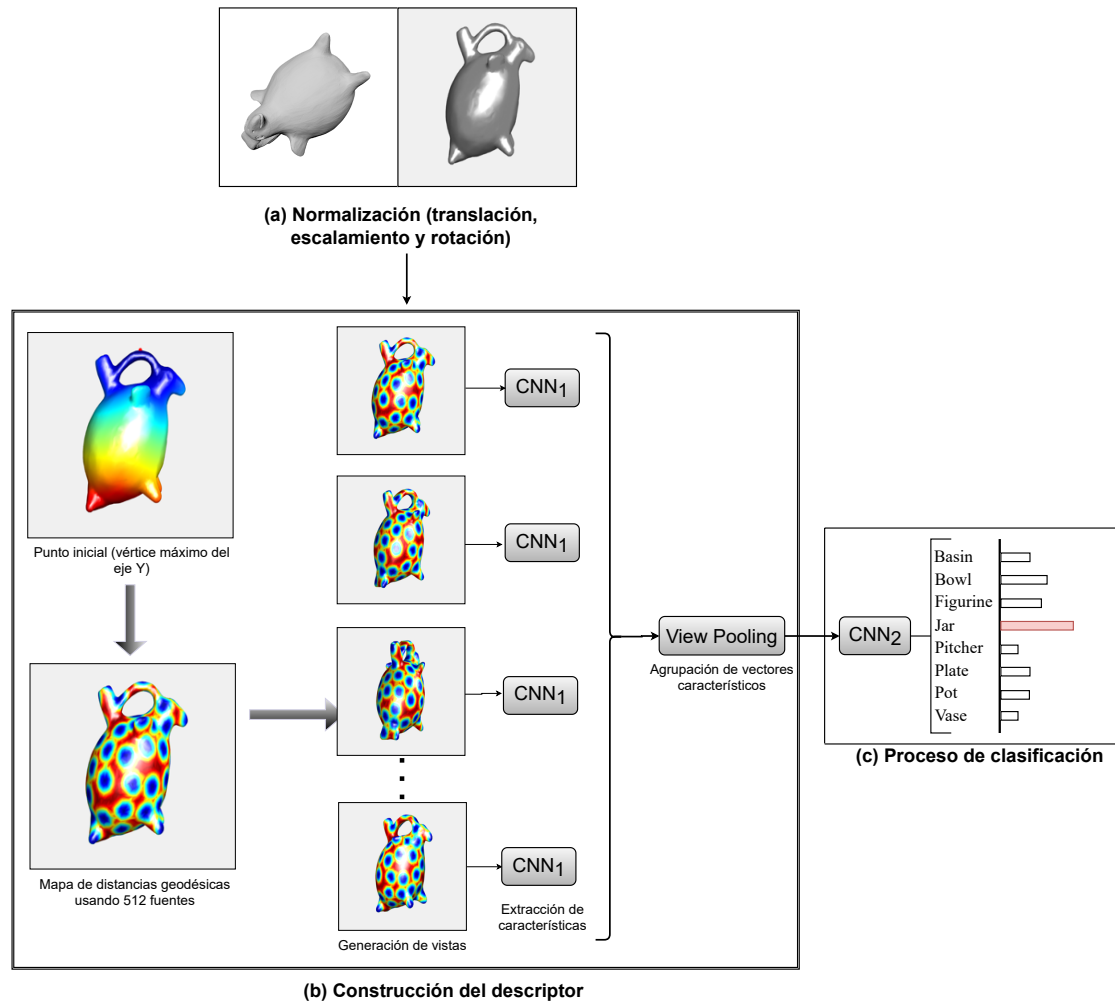 (a) Normalización (translación,
escalamiento y rotación)
Punto inicial (vértice máximo del
eje Y)
Mapa de distancias geodésicas
usando 512 fuentes
CNN1
CNN1
CNN1
CNN1
Generación de vistas
Extracción de
características
View Pooling
Agrupación de vectores
característicos
CNN2
Basin
Bowl
Figurine
Jar
Pitcher
Plate
Pot
Vase
(c) Proceso de clasificación
(b) Construcción del descriptor